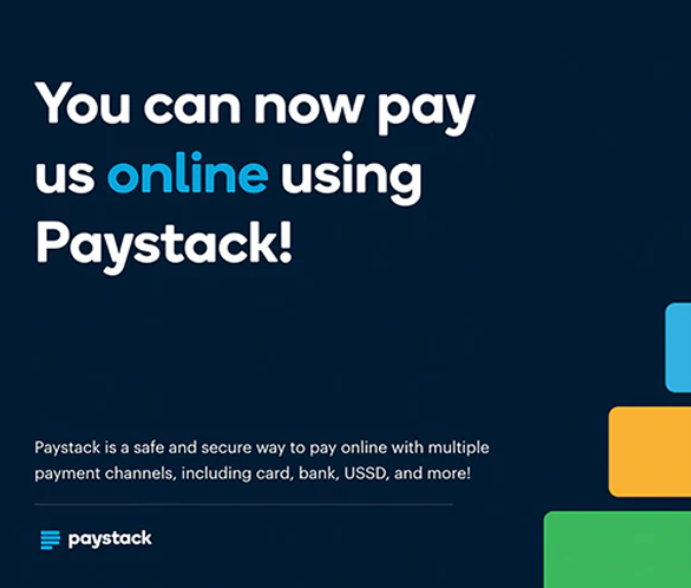 You can now pay
us online using
Paystack!
Paystack is a safe and secure way to pay online with multiple
payment channels, including card, bank, USSD, and more!
paystack